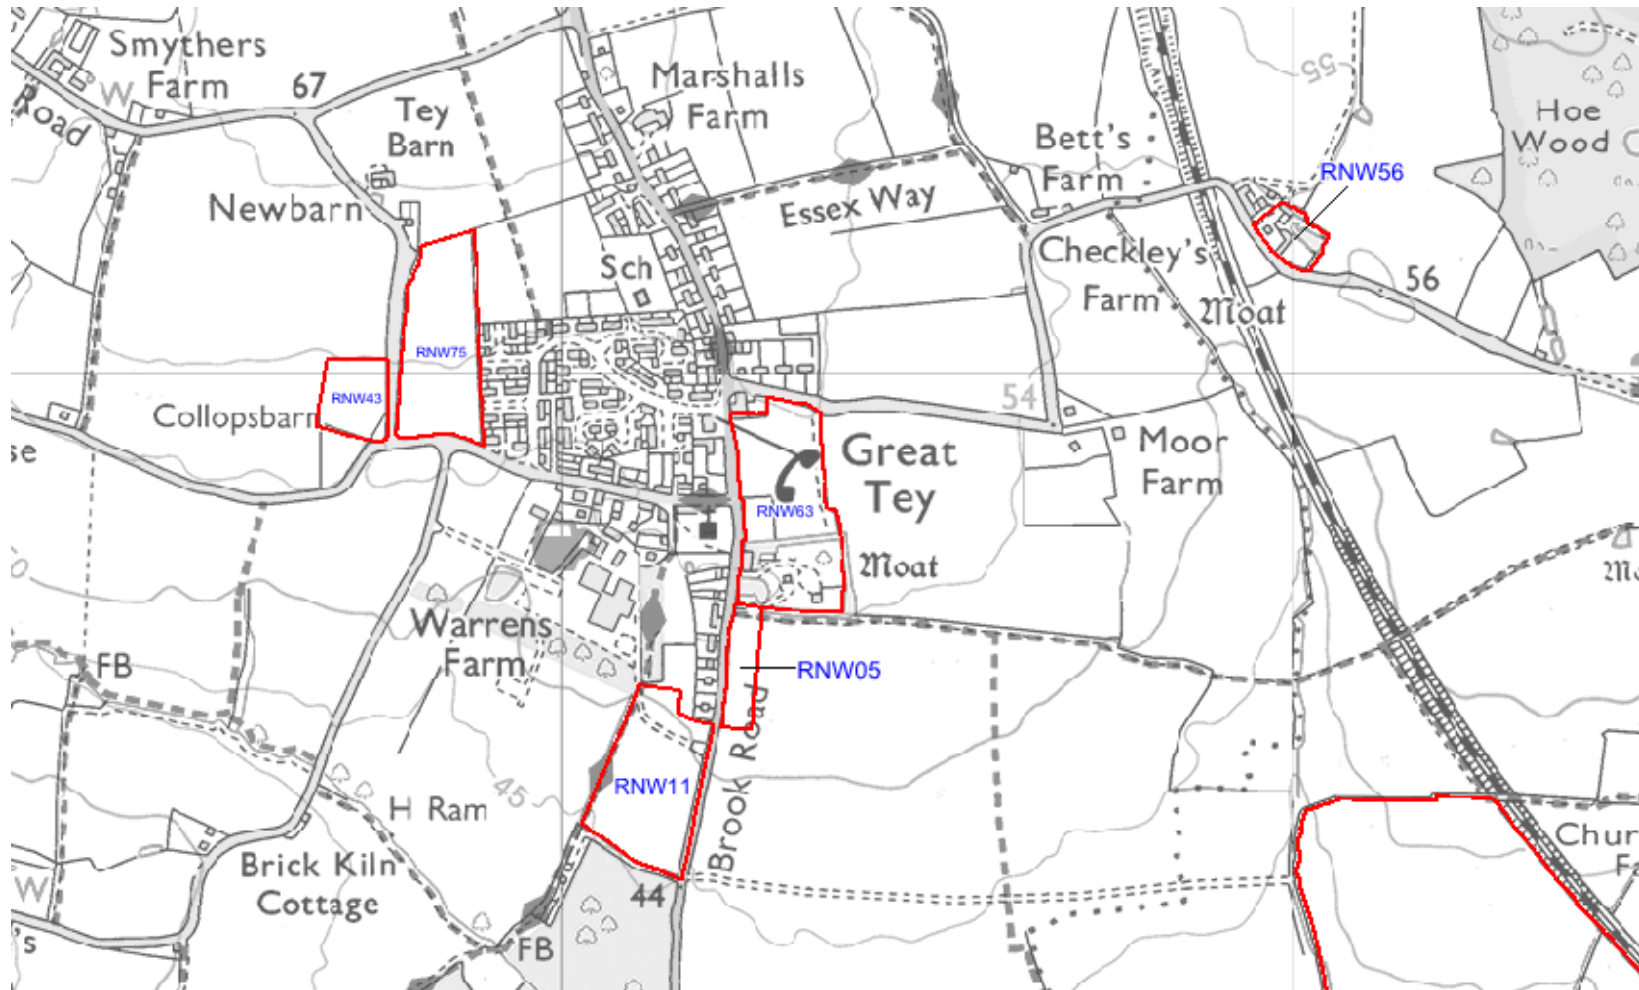 Smythers
Farm
67
Road
W
Tey
Barn
Marshalls
Farm
55
Hoe
Wood
Bett's
Farm
RNW56
Newbarn
Essex Way
Sch
Checkley's
Farm
Moat
56
RNW75
RNW43
Collopsbarn
54
Great
Tey
Moor
Farm
se
RNW63
Moat
Warrens
Farm
FB
RNW05
Brook Road
RNW11
45
H Ram
Brick Kiln
Cottage
44
W
's
FB
Chur
Fa